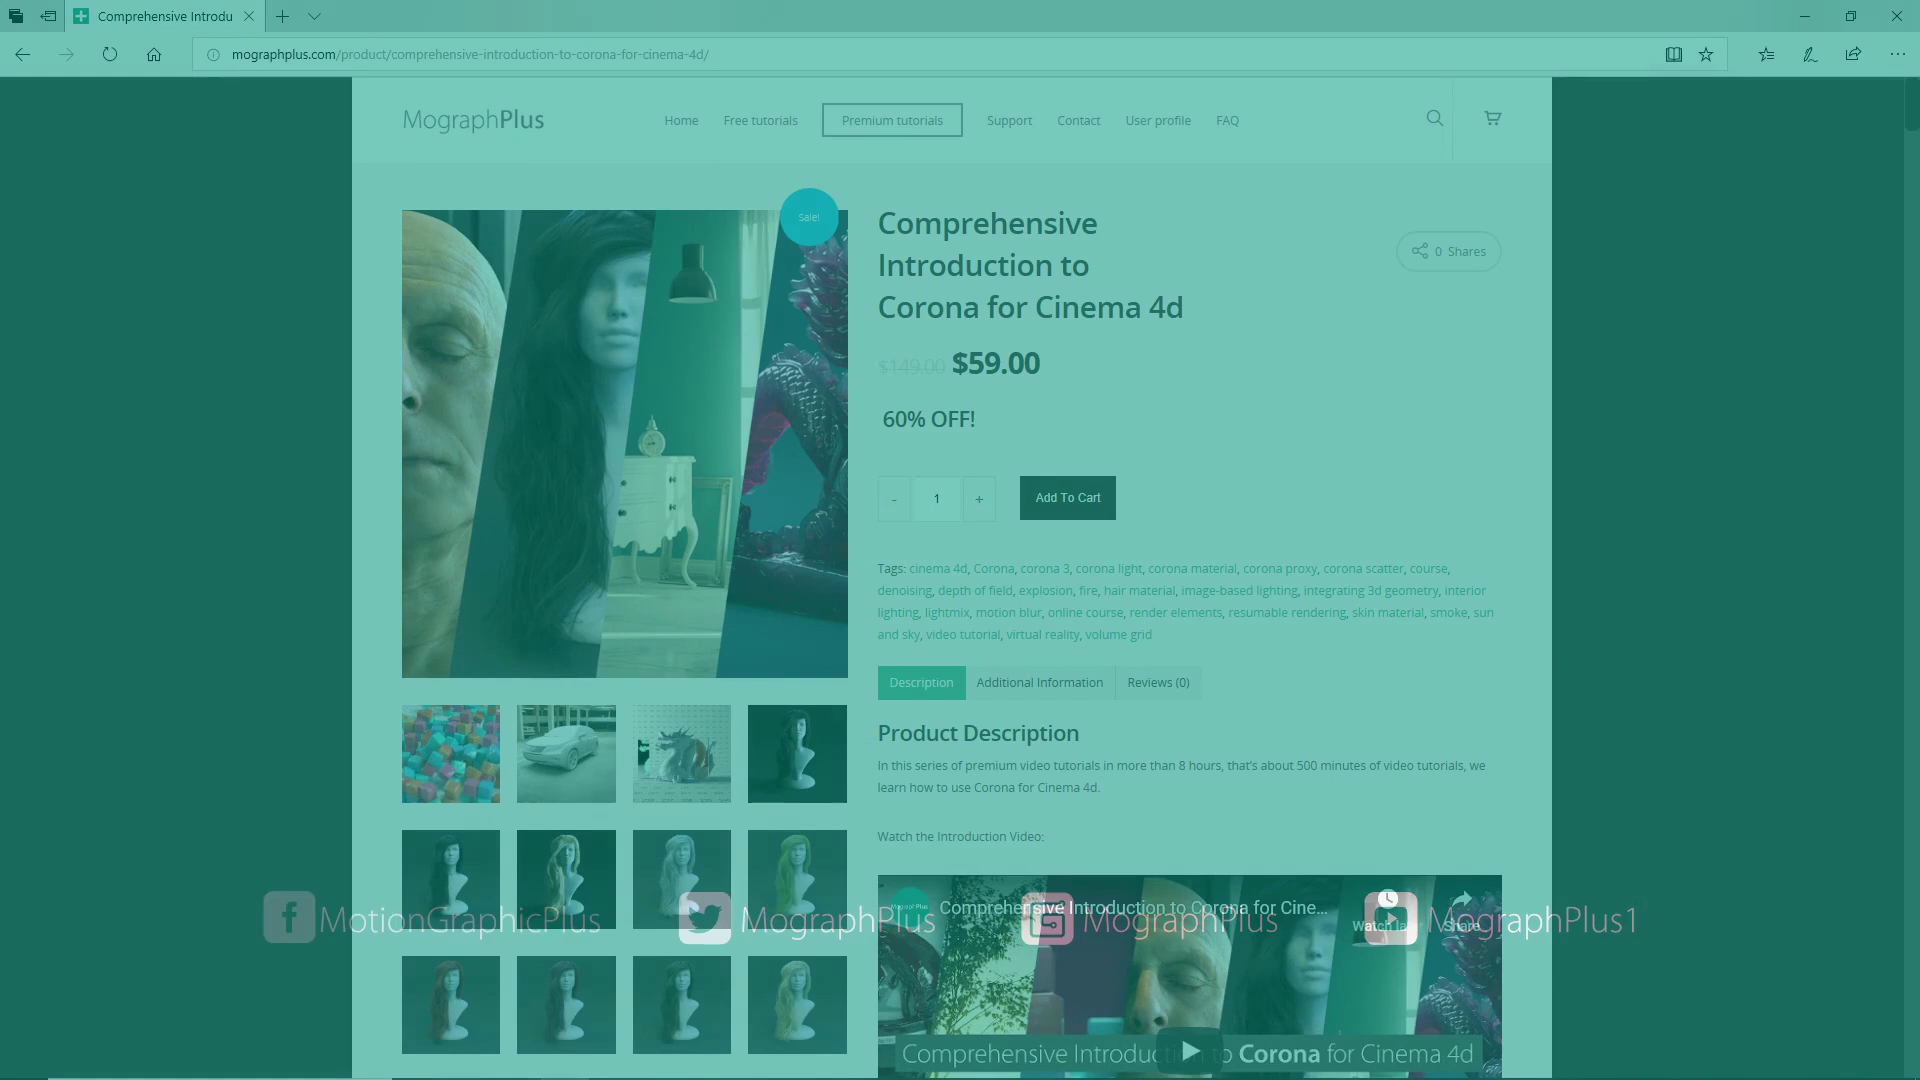 Comprehensive Introdu
mographplus.com/product/comprehensive-introduction-to-corona-for-cinema-4d/
MographPlus
Home
Free tutorials
Premium tutorials
Support
Contact
User profile
FAQ
Sale!
Comprehensive
Introduction to
Corona for Cinema 4d
0 Shares
$149.00 $59.00
60% OFF!
- 1 +
Add To Cart
Tags: cinema 4d, Corona, corona 3, corona light, corona material, corona proxy, corona scatter, course,
denoising, depth of field, explosion, fire, hair material, image-based lighting, integrating 3d geometry, interior
lighting, lightmix, motion blur, online course, render elements, resumable rendering, skin material, smoke, sun
and sky, video tutorial, virtual reality, volume grid
Description
Additional Information
Reviews (0)
Product Description
In this series of premium video tutorials in more than 8 hours, that's about 500 minutes of video tutorials, we
learn how to use Corona for Cinema 4d.
Watch the Introduction Video:
MographPlus
Comprehensive Introduction to Corona for Cine...
Share
MotionGraphicPlus
MographPlus
MographPlus
MographPlus1
Comprehensive Introduction to Corona for Cinema 4d